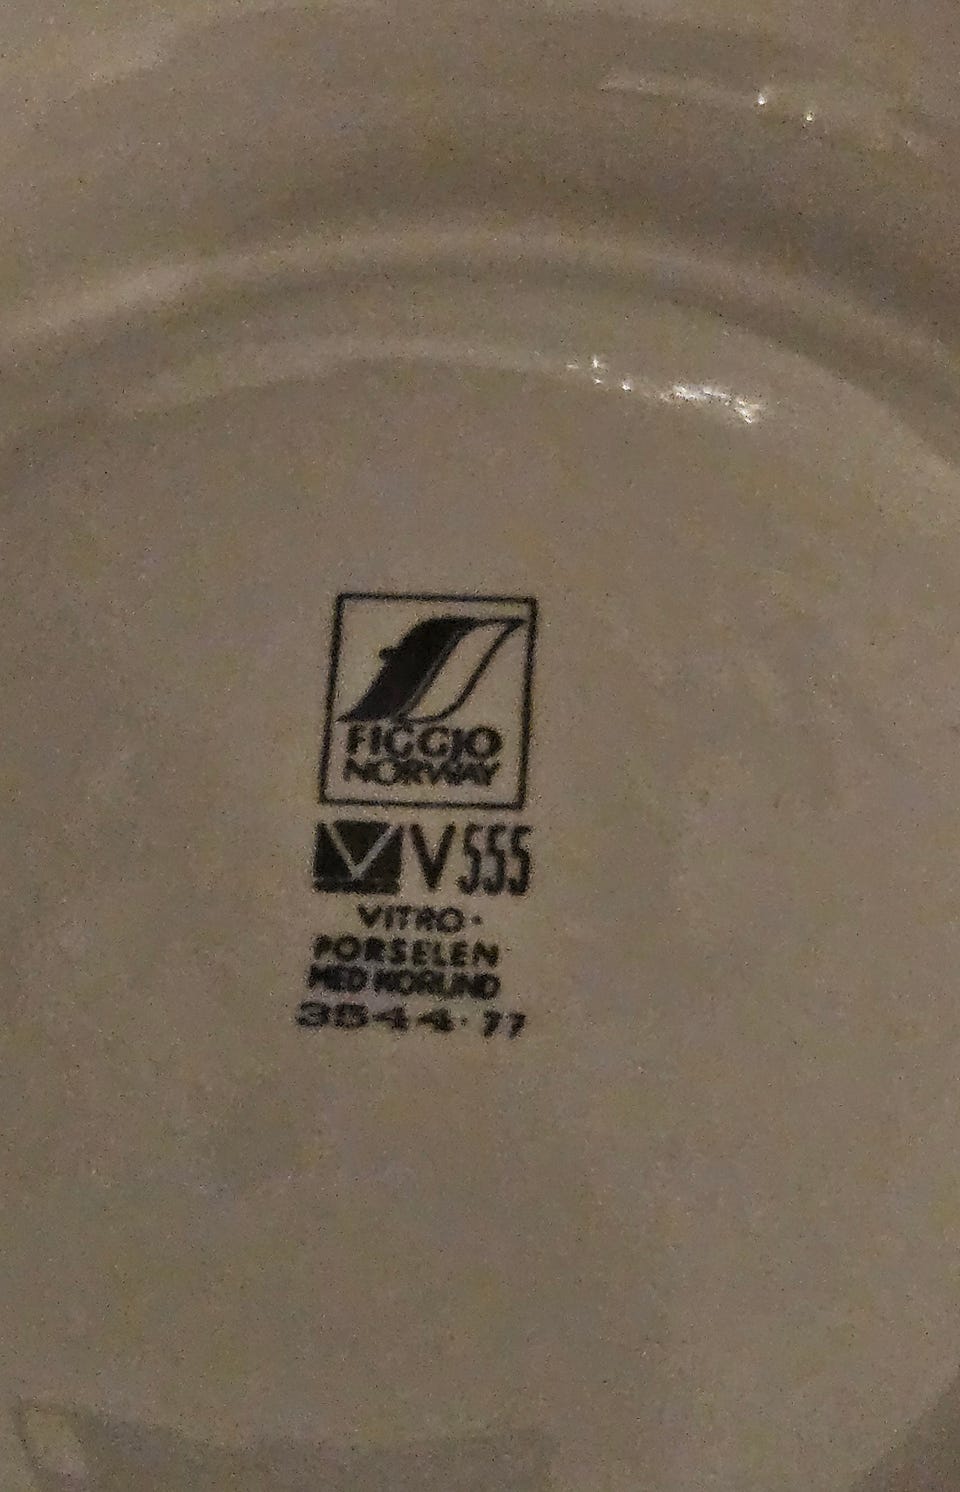 FIGGJO
NORWAY
V V555
VITRO-
PORSELEN
MED KORUND
3544·77